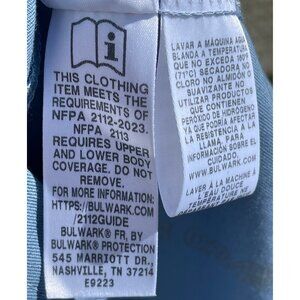 THIS CLOTHING
ITEM MEETS THE
REQUIREMENTS OF
NFPA 2112-2023.
NFPA 2113
REQUIRES UPPER
AND LOWER BODY
COVERAGE. DO NOT
REMOVE.
FOR MORE INFORMATION:
HTTPS://BULWARK.COM/
2112GUIDE
BULWARK® FR, BY
BULWARK® PROTECTION
545 MARRIOTT DR.,
NASHVILLE, TN 37214
E9223
LAVAR A MÁQUINA AGUA
BLANDA A TEMPERATURA
QUE NO EXCEDA 160ºF
(71°C) SECADORA NO
CLORO NO ALMIDÓN O
SUAVIZANTE NO
UTILIZAR PRODUCTOS
QUE CONTIENEN
PERÓXIDO DE HIDRÓGENO
YA QUE PODRÍA AFECTAR
LA RESISTENCIA A LA
LLAMA. PARA
INFORMACIÓN SOBRE EL
CUIDADO.
WWW.BULWARK.COM
LAVER À LA MACHINE À
L'EAU DOUCE